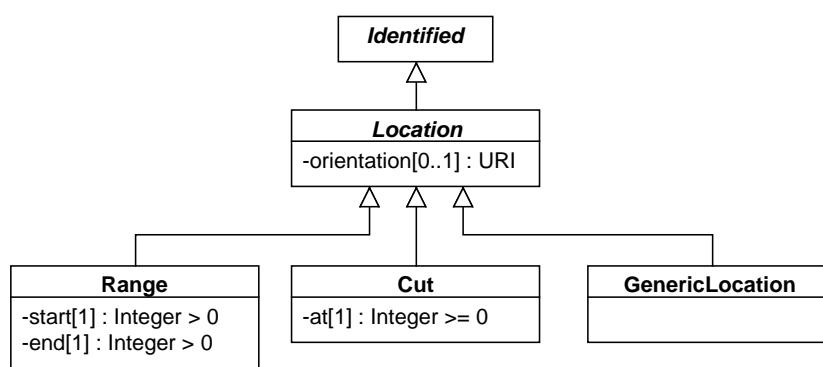 Identified
Location
-orientation[0..1] : URI
Range
-start[1] : Integer > 0
-end[1] : Integer > 0
Cut
-at[1] : Integer >= 0
GenericLocation